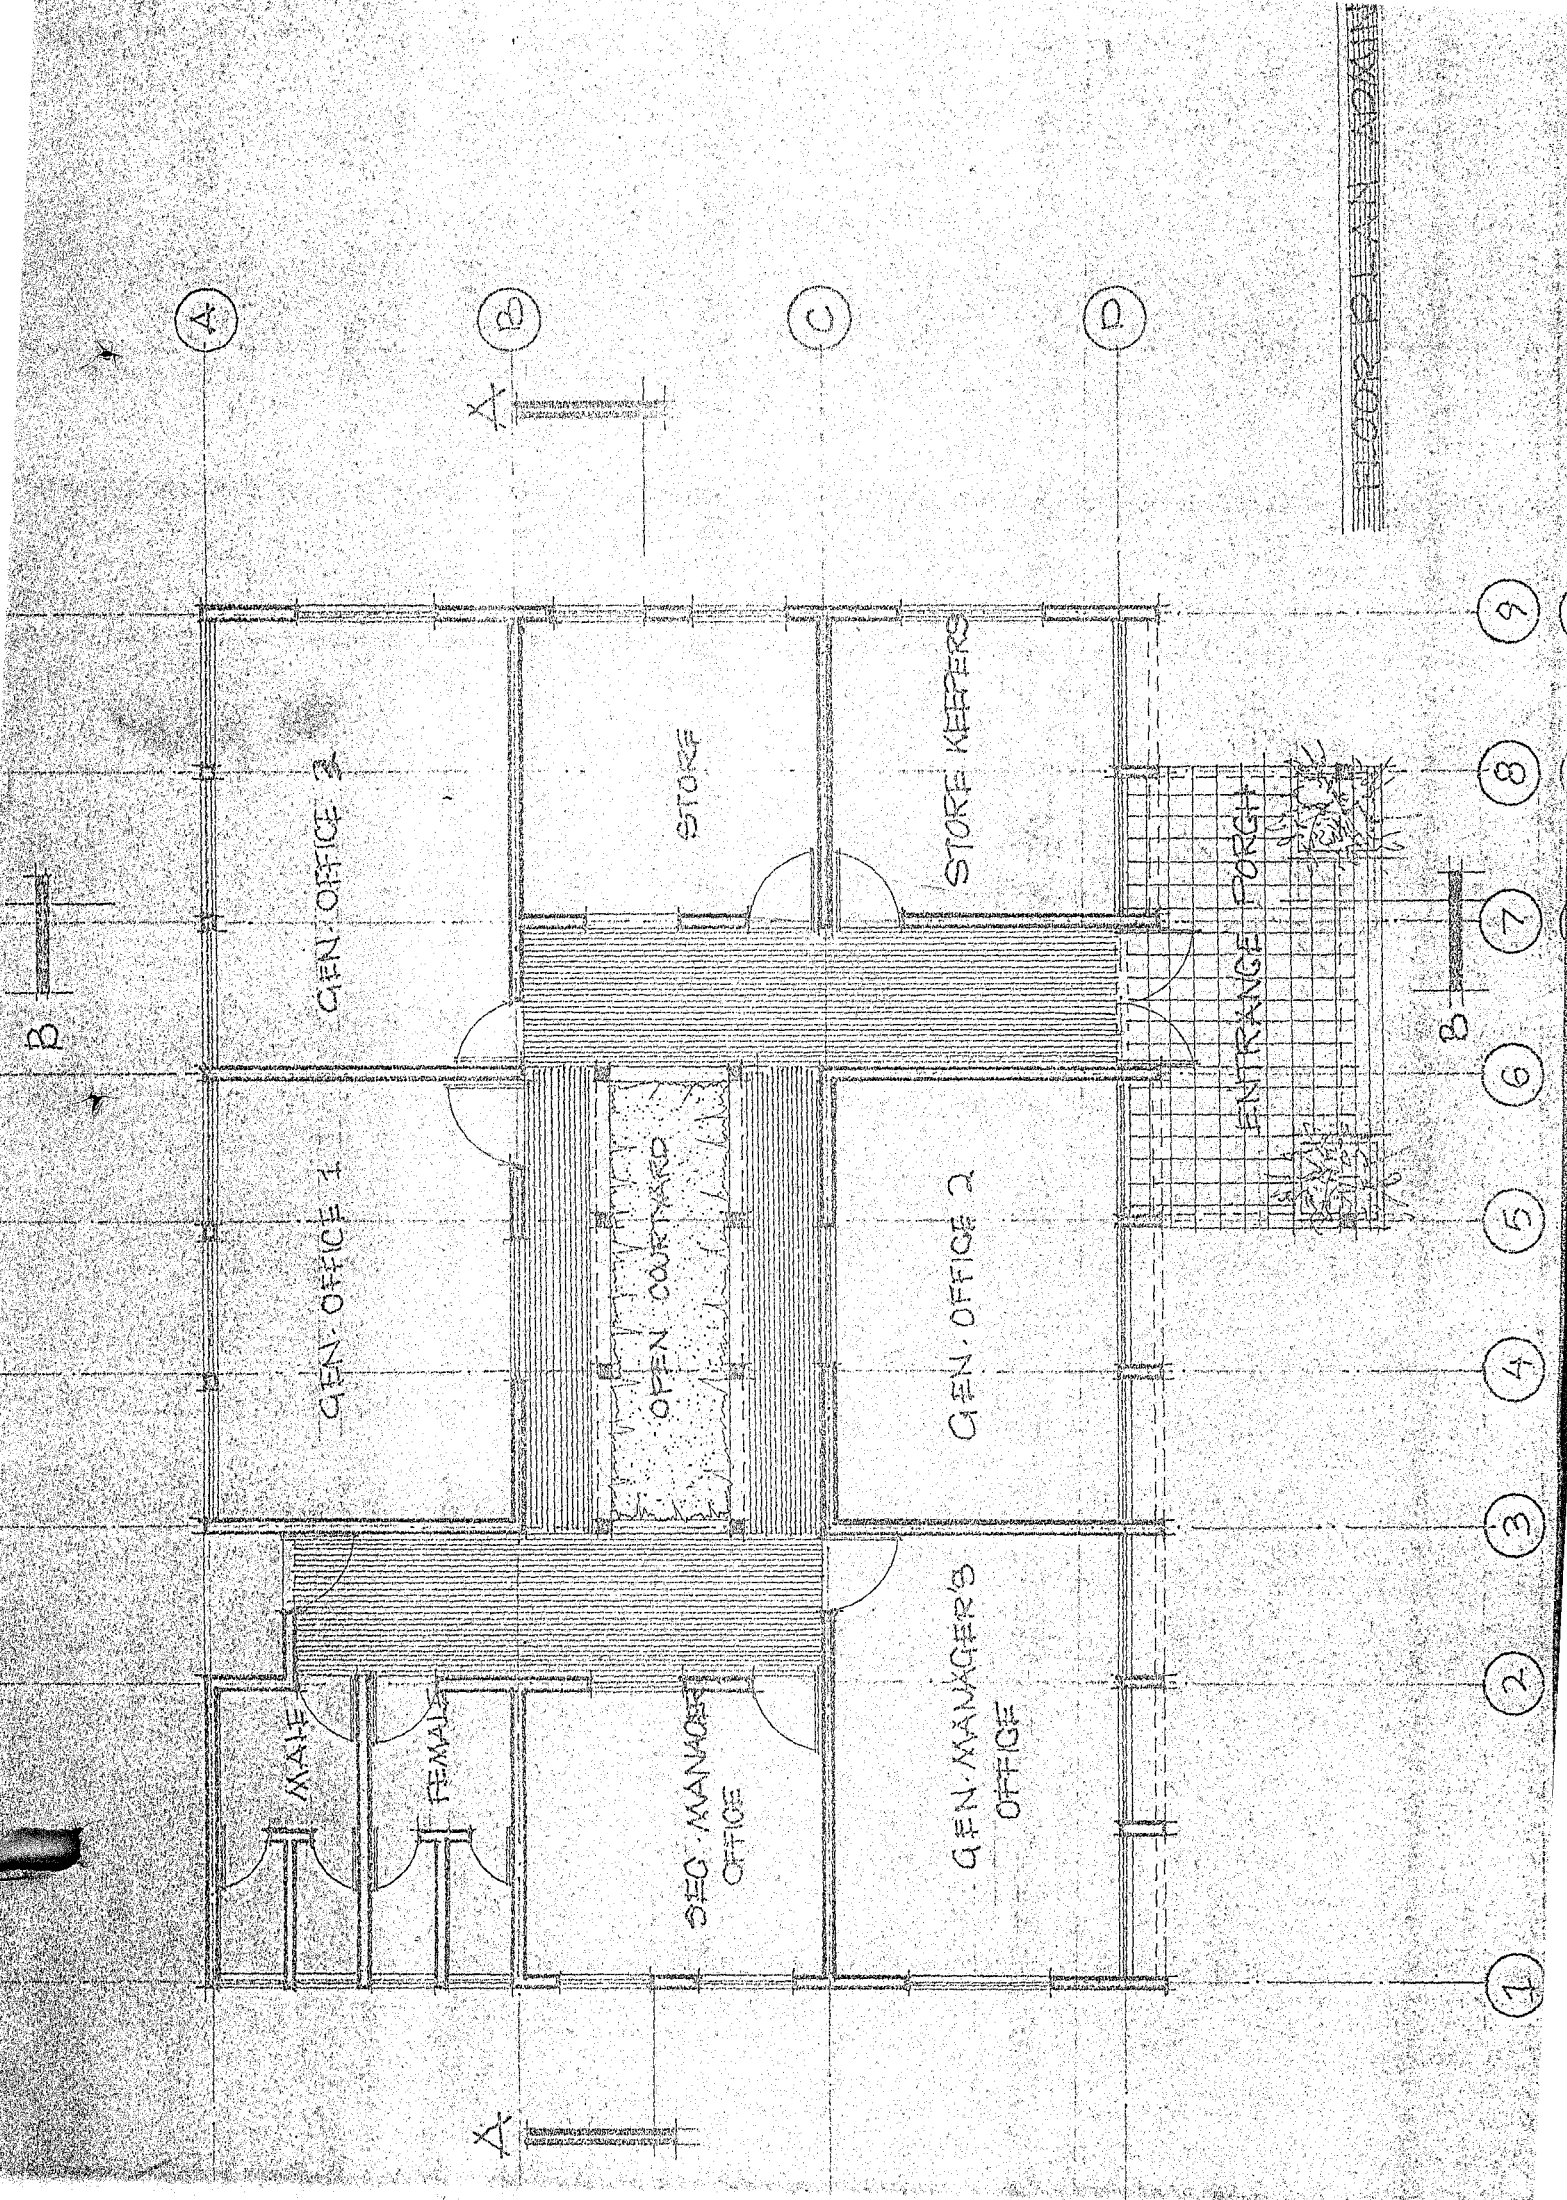 A
B
C
D
A
B
GEN. OFFICE 3
STORE
STORE KEEPERS
GEN. OFFICE 1
OPEN COURTYARD
GEN. OFFICE 2
ENTRANCE PORCH
MALE
FEMALE
SEC. MANAGER
OFFICE
GEN. MANAGER'S
OFFICE
A
B
1
2
3
4
5
6
7
8
9
FLOOR PLAN